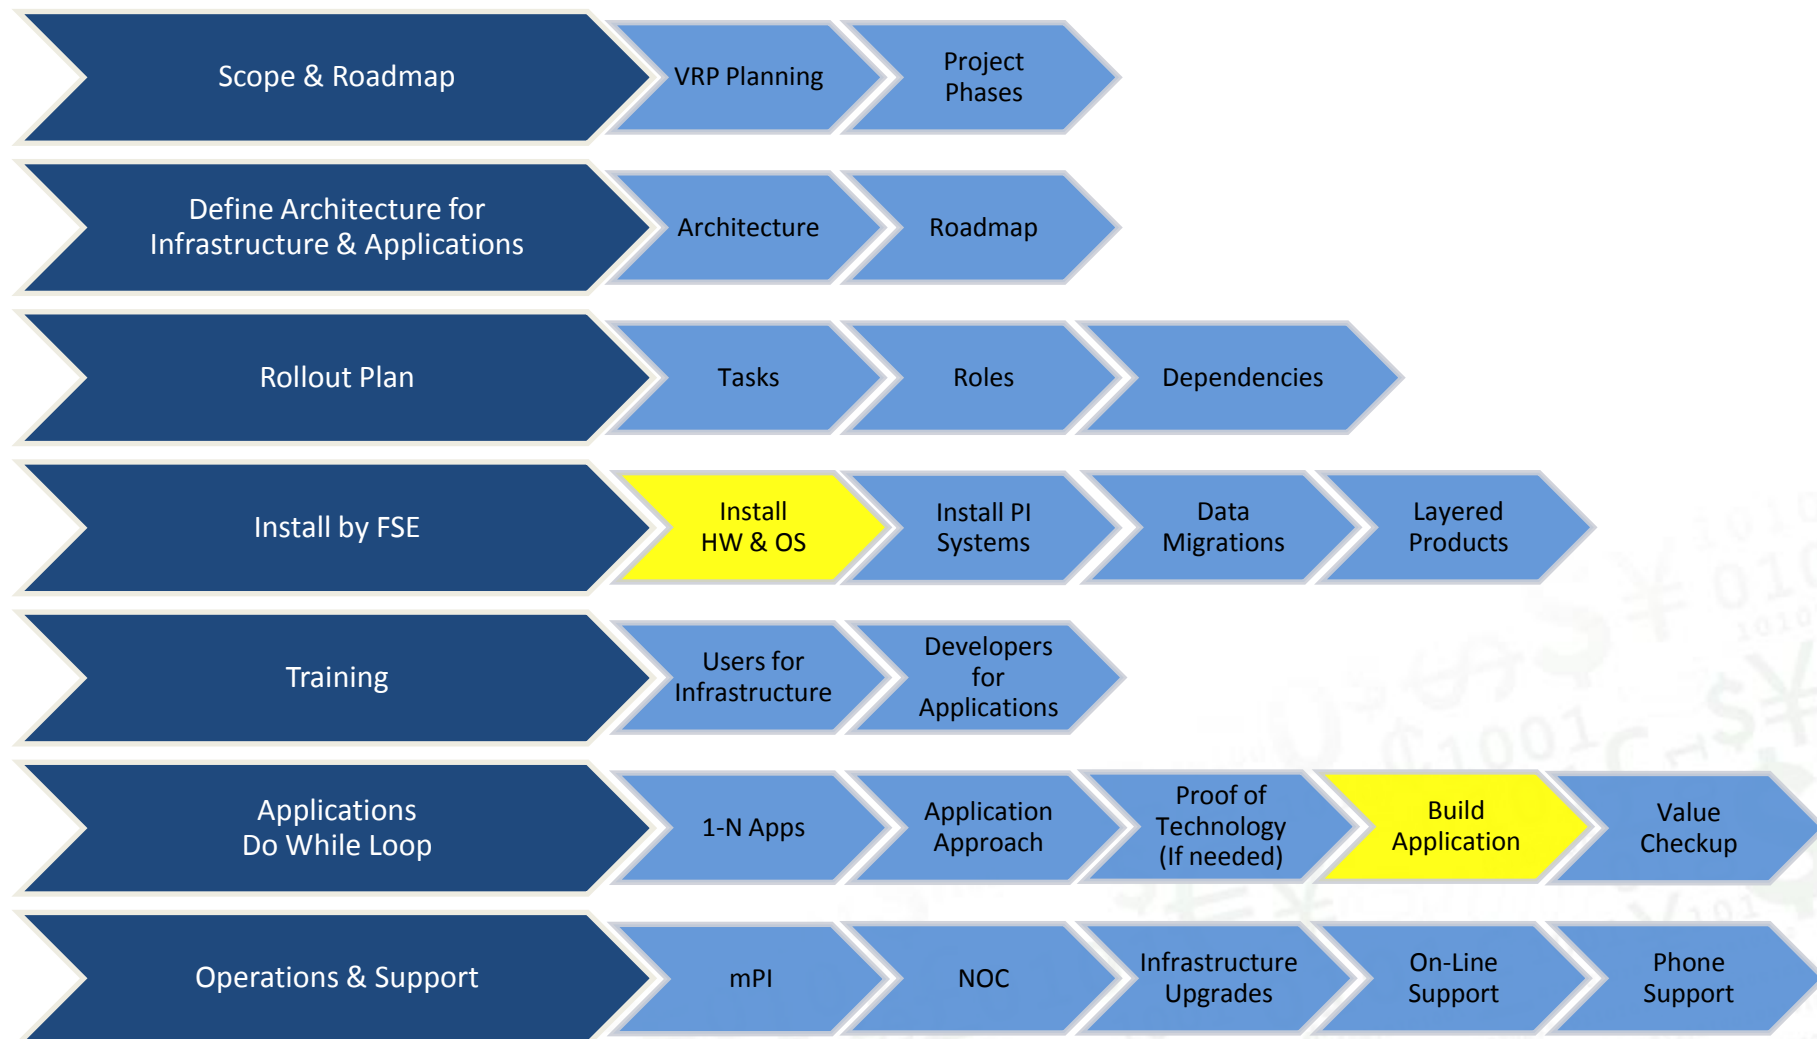 Scope & Roadmap
VRP Planning
Project
Phases
Define Architecture for
Infrastructure & Applications
Architecture
Roadmap
Rollout Plan
Tasks
Roles
Dependencies
Install by FSE
Install
HW & OS
Install PI
Systems
Data
Migrations
Layered
Products
Training
Users for
Infrastructure
Developers
for
Applications
Applications
Do While Loop
1-N Apps
Application
Approach
Proof of
Technology
(If needed)
Build
Application
Value
Checkup
Operations & Support
mPI
NOC
Infrastructure
Upgrades
On-Line
Support
Phone
Support